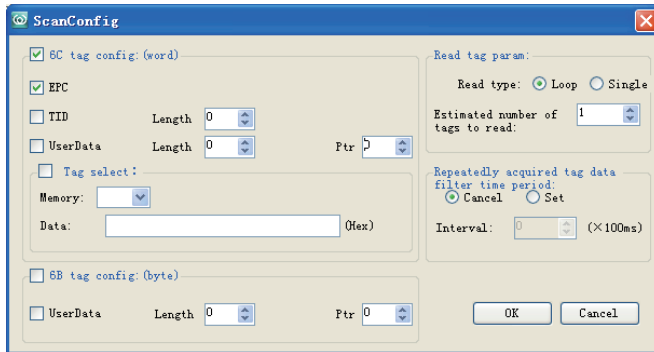 ScanConfig
6C tag config: (word)
EPC
TID Length 0
UserData Length 0 Ptr
Tag select:
Memory:
Data: (Hex)
6B tag config: (byte)
UserData Length 0 Ptr 0
Read tag param:
Read type: Loop Single
Estimated number of 1
tags to read:
Repeatedly acquired tag data
filter time period:
Cancel Set
Interval: 0 (×100ms)
OK Cancel